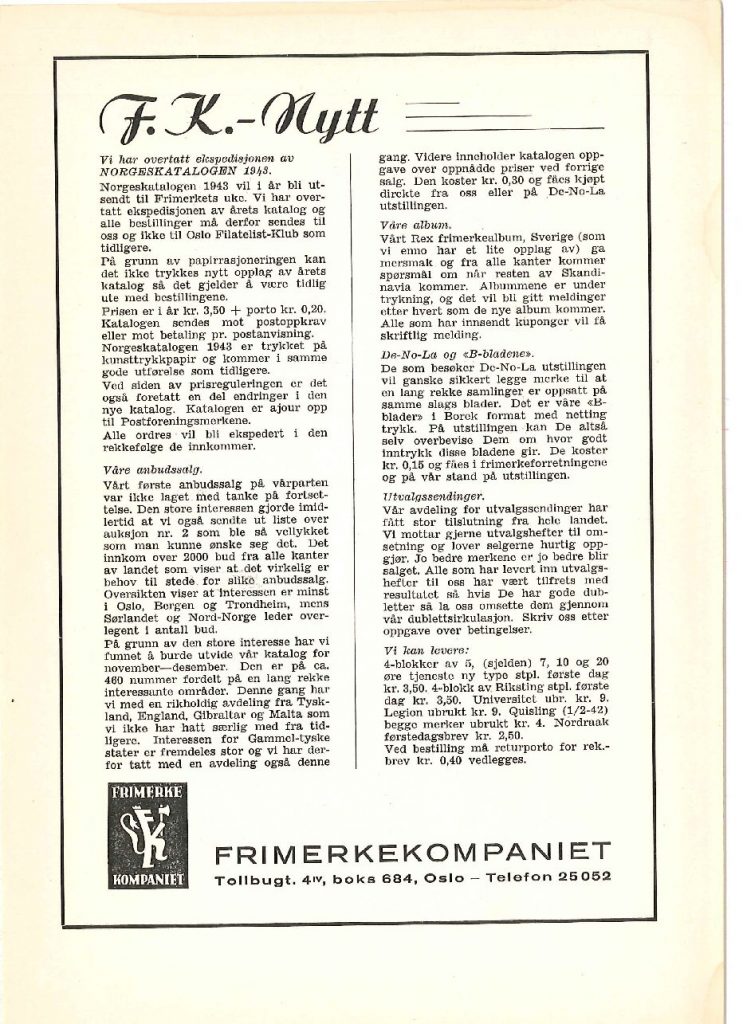 F. K.-Nytt
Vi har overtatt ekspedisjonen av
NORGESKATALOGEN 1943.
Norgeskatalogen 1943 vil i år bli ut-
sendt til Frimerkets uke. Vi har over-
tatt ekspedisjonen av årets katalog og
alle bestillinger må derfor sendes til
oss og ikke til Oslo Filatelist-Klub som
tidligere.
På grunn av papirrasjoneringen kan
det ikke trykkes nytt opplag av årets
katalog så det gjelder å være tidlig
ute med bestillingene.
Prisen er i år kr. 3,50 + porto kr. 0,20.
Katalogen sendes mot postoppkrav
eller mot betaling pr. postanvisning.
Norgeskatalogen 1943 er trykket på
kunsttrykkpapir og kommer i samme
gode utførelse som tidligere.
Ved siden av prisreguleringen er det
også foretatt en del endringer i den
nye katalog. Katalogen er ajour opp
til Postforeningsmerkene.
Alle ordres vil bli ekspedert i den
rekkefølge de innkommer.
Våre anbudssalg.
Vårt første anbudssalg på vårparten
var ikke laget med tanke på fortset-
telse. Den store interessen gjorde imid-
lertid at vi også sendte ut liste over
auksjon nr. 2 som ble så vellykket
som man kunne ønske seg det. Det
innkom over 2000 bud fra alle kanter
av landet som viser at det virkelig er
behov til stede for slike anbudssalg.
Oversikten viser at interessen er minst
i Oslo, Bergen og Trondheim, mens
Sørlandet og Nord-Norge leder over-
legent i antall bud.
På grunn av den store interesse har vi
funnet å burde utvide vår katalog for
november—desember. Den er på ca.
460 nummer fordelt på en lang rekke
interessante områder. Denne gang har
vi med en rikholdig avdeling fra Tysk-
land, England, Gibraltar og Malta som
vi ikke har hatt særlig med fra tid-
ligere. Interessen for Gammel-tyske
stater er fremdeles stor og vi har der-
for tatt med en avdeling også denne
gang. Videre inneholder katalogen opp-
gave over oppnådde priser ved forrige
salg. Den koster kr. 0,30 og fåes kjøpt
direkte fra oss eller på De-No-La
utstillingen.
Våre album.
Vårt Rex frimerkealbum, Sverige (som
vi enno har et lite opplag av) ga
mersmak og fra alle kanter kommer
spørsmål om når resten av Skandi-
navia kommer. Albummene er under
trykning, og det vil bli gitt meldinger
etter hvert som de nye album kommer.
Alle som har innsendt kuponger vil få
skriftlig melding.
De-No-La og «B-bladene».
De som besøker De-No-La utstillingen
vil ganske sikkert legge merke til at
en lang rekke samlinger er oppsatt på
samme slags blader. Det er våre «B-
blader» i Borek format med netting
trykk. På utstillingen kan De altså
selv overbevise Dem om hvor godt
inntrykk disse bladene gir. De koster
kr. 0,15 og fåes i frimerkeforretningene
og på vår stand på utstillingen.
Utvalgssendinger.
Vår avdeling for utvalgssendinger har
fått stor tilslutning fra hele landet.
Vi mottar gjerne utvalgshefter til om-
setning og lover selgerne hurtig opp-
gjør. Jo bedre merkene er jo bedre blir
salget. Alle som har levert inn utvalgs-
hefter til oss har vært tilfrets med
resultatet så hvis De har gode dub-
letter så la oss omsette dem gjennom
vår dublettsirkulasjon. Skriv oss etter
oppgave over betingelser.
Vi kan levere:
4-blokker av 5, (sjelden) 7, 10 og 20
øre tjeneste ny type stpl. første dag
kr. 3,50. 4-blokk av Riksting stpl. første
dag kr. 3,50. Universitet ubr. kr. 9.
Legion ubrukt kr. 9. Quisling (1/2-42)
begge merker ubrukt kr. 4. Nordraak
førstedagsbrev kr. 2,50.
Ved bestilling må returporto for rek.-
brev kr. 0,40 vedlegges.
FRIMERKE
FK
KOMPANIET
FRIMERKEKOMPANIET
Tollbugt. 4IV, boks 684, Oslo – Telefon 25052